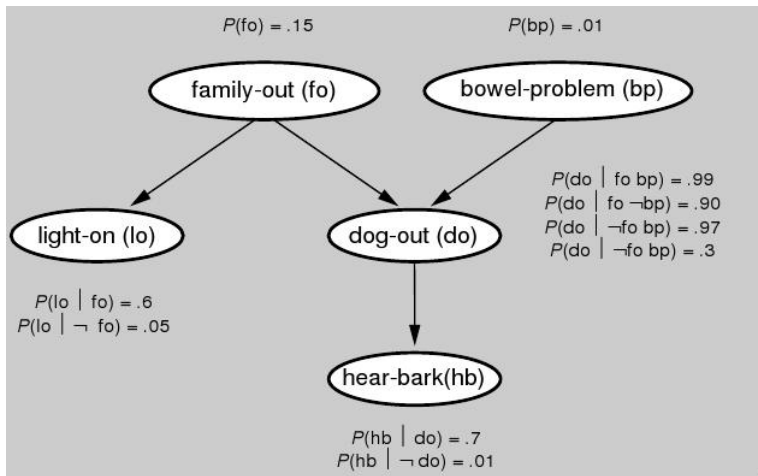 P(fo) = .15
P(bp) = .01
family-out (fo)
bowel-problem (bp)
P(do | fo bp) = .99
P(do | fo ¬bp) = .90
P(do | ¬fo bp) = .97
P(do | ¬fo bp) = .3
light-on (lo)
dog-out (do)
P(lo | fo) = .6
P(lo | ¬ fo) = .05
hear-bark(hb)
P(hb | do) = .7
P(hb | ¬ do) = .01